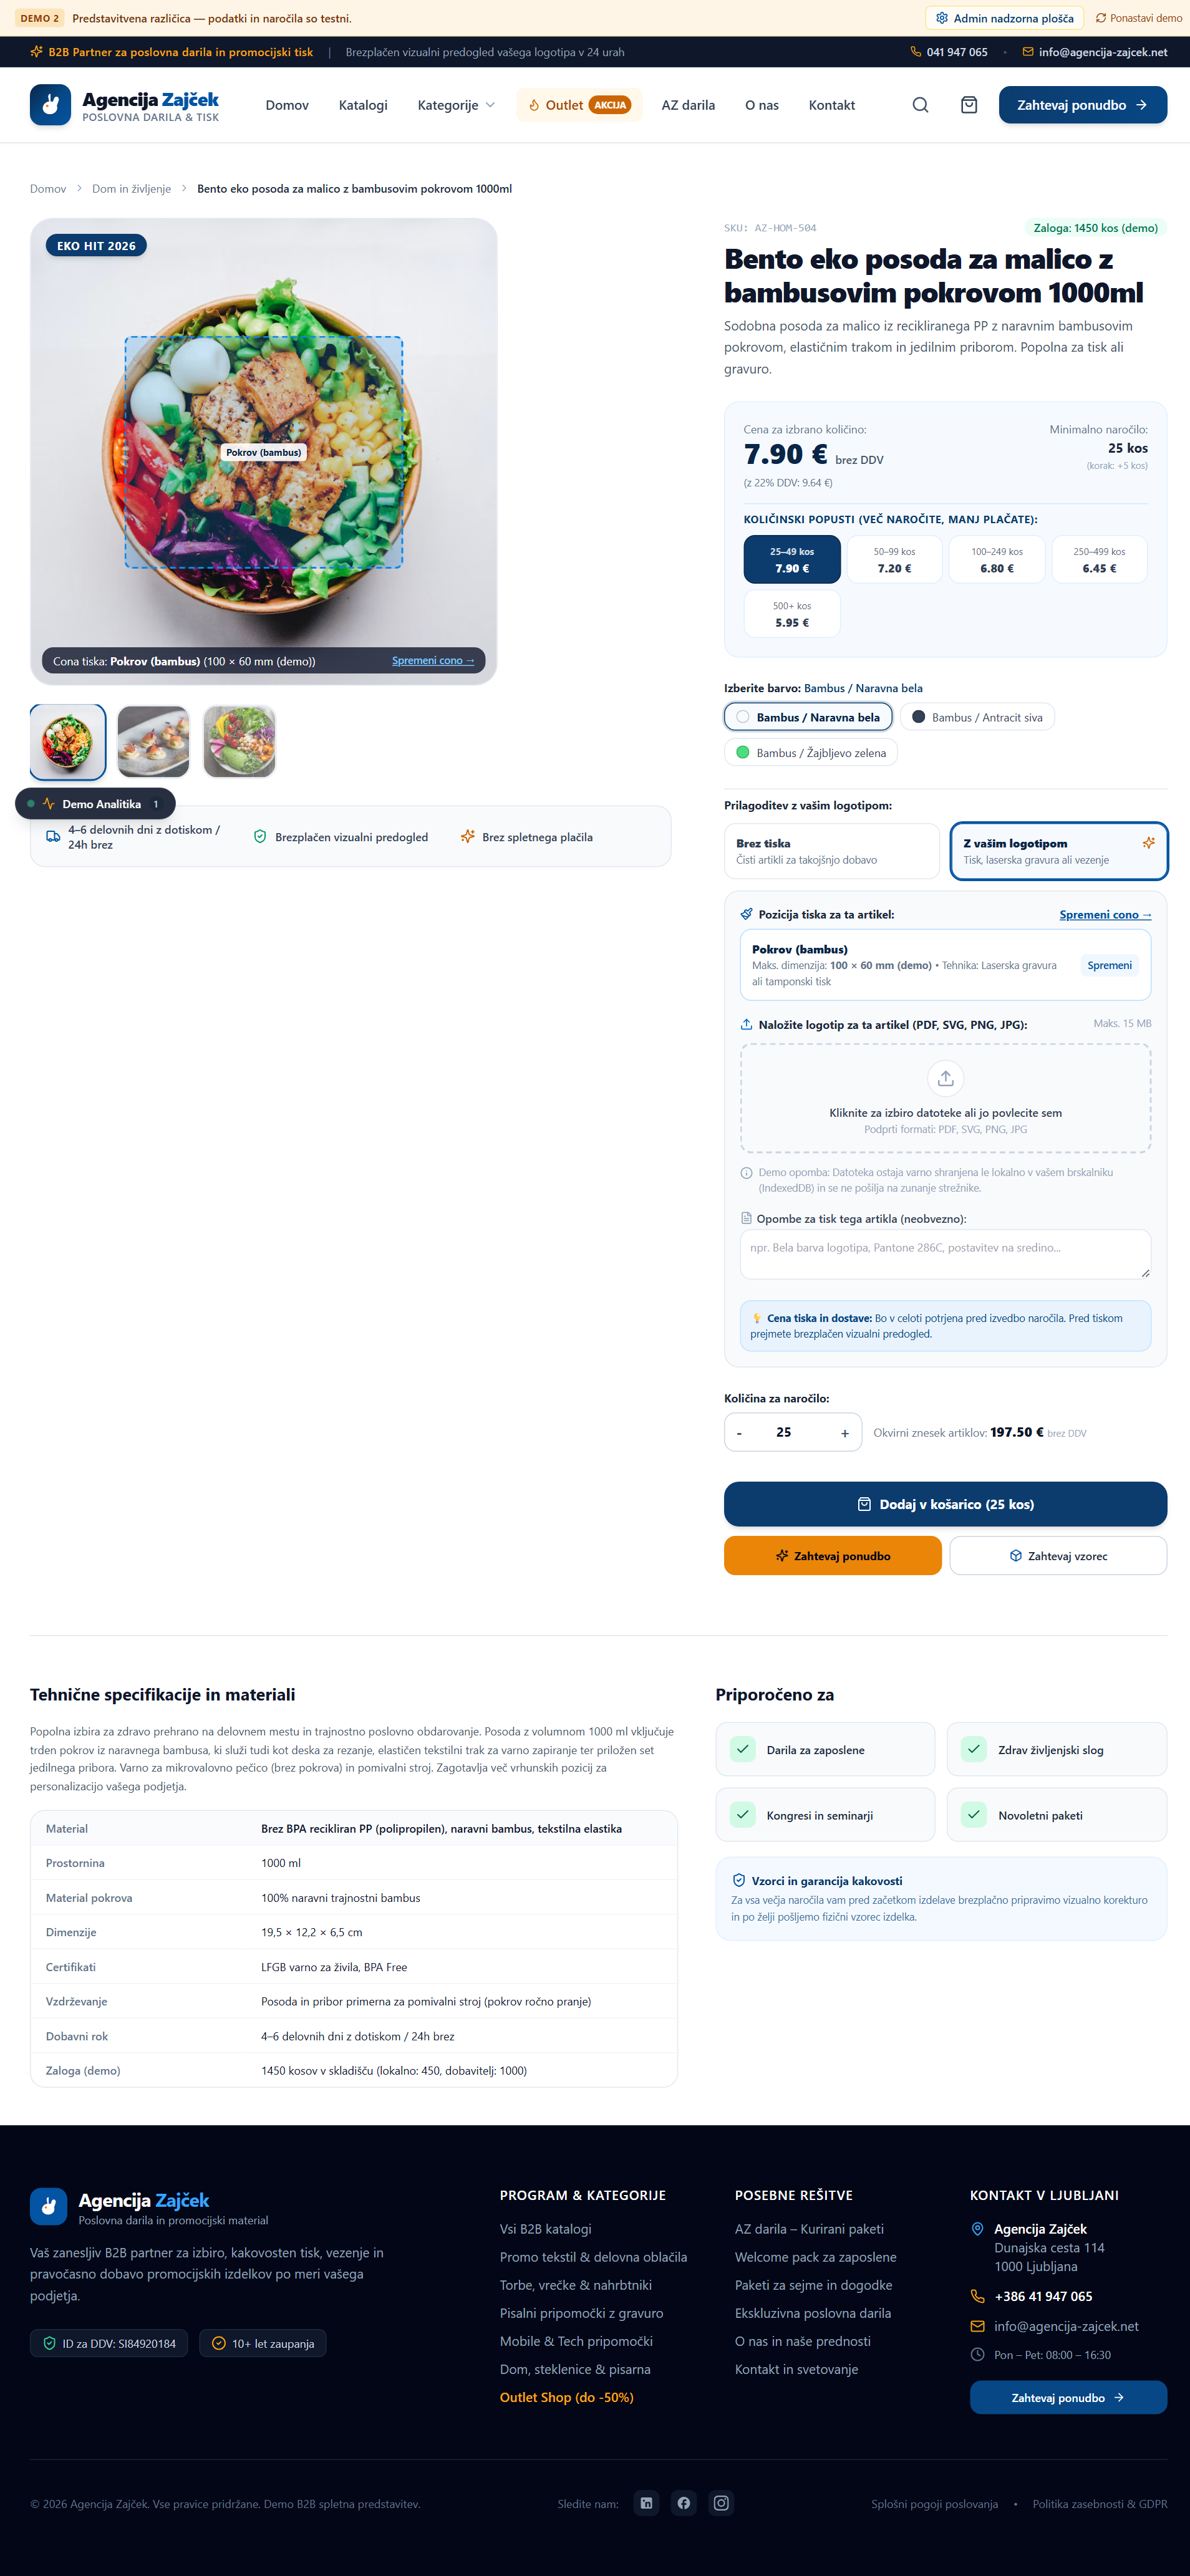 DEMO 2 Predstavitvena različica — podatki in naročila so testni. Admin nadzorna plošča Ponastavi demo
B2B Partner za poslovna darila in promocijski tisk | Brezplačen vizualni predogled vašega logotipa v 24 urah 041 947 065 • info@agencija-zajcek.net
Agencija Zajček
POSLOVNA DARILA & TISK
Domov Katalogi Kategorije Outlet AKCIJA AZ darila O nas Kontakt Zahtevaj ponudbo →
Domov > Dom in življenje > Bento eko posoda za malico z bambusovim pokrovom 1000ml
EKO HIT 2026
Pokrov (bambus)
Cona tiska: Pokrov (bambus) (100 × 60 mm (demo)) Spremeni cono →
Demo Analitika 1
4–6 delovnih dni z dotiskom /
24h brez
Brezplačen vizualni predogled
Brez spletnega plačila
SKU: AZ-HOM-504 Zaloga: 1450 kos (demo)
Bento eko posoda za malico z
bambusovim pokrovom 1000ml
Sodobna posoda za malico iz recikliranega PP z naravnim bambusovim
pokrovom, elastičnim trakom in jedilnim priborom. Popolna za tisk ali
gravuro.
Cena za izbrano količino: Minimalno naročilo:
7.90 € brez DDV 25 kos
(z 22% DDV: 9.64 €) (korak: +5 kos)
KOLIČINSKI POPUSTI (VEČ NAROČITE, MANJ PLAČATE):
25–49 kos 50–99 kos 100–249 kos 250–499 kos
7.90 € 7.20 € 6.80 € 6.45 €
500+ kos
5.95 €
Izberite barvo: Bambus / Naravna bela
Bambus / Naravna bela Bambus / Antracit siva
Bambus / Žajbljevo zelena
Prilagoditev z vašim logotipom:
Brez tiska
Čisti artikli za takojšnjo dobavo
Z vašim logotipom
Tisk, laserska gravura ali vezenje
Pozicija tiska za ta artikel: Spremeni cono →
Pokrov (bambus)
Maks. dimenzija: 100 × 60 mm (demo) • Tehnika: Laserska gravura
ali tamponski tisk
Spremeni
Naložite logotip za ta artikel (PDF, SVG, PNG, JPG): Maks. 15 MB
Kliknite za izbiro datoteke ali jo povlecite sem
Podprti formati: PDF, SVG, PNG, JPG
Demo opomba: Datoteka ostaja varno shranjena le lokalno v vašem brskalniku
(IndexedDB) in se ne pošilja na zunanje strežnike.
Opombe za tisk tega artikla (neobvezno):
npr. Bela barva logotipa, Pantone 286C, postavitev na sredino...
Cena tiska in dostave: Bo v celoti potrjena pred izvedbo naročila. Pred tiskom
prejmete brezplačen vizualni predogled.
Količina za naročilo:
- 25 + Okvirni znesek artiklov: 197.50 € brez DDV
Dodaj v košarico (25 kos)
Zahtevaj ponudbo Zahtevaj vzorec
Tehnične specifikacije in materiali
Popolna izbira za zdravo prehrano na delovnem mestu in trajnostno poslovno obdarovanje. Posoda z volumnom 1000 ml vključuje
trden pokrov iz naravnega bambusa, ki služi tudi kot deska za rezanje, elastičen tekstilni trak za varno zapiranje ter priložen set
jedilnega pribora. Varno za mikrovalovno pečico (brez pokrova) in pomivalni stroj. Zagotavlja več vrhunskih pozicij za
personalizacijo vašega podjetja.
Material Brez BPA recikliran PP (polipropilen), naravni bambus, tekstilna elastika
Prostornina 1000 ml
Material pokrova 100% naravni trajnostni bambus
Dimenzije 19,5 × 12,2 × 6,5 cm
Certifikati LFGB varno za živila, BPA Free
Vzdrževanje Posoda in pribor primerna za pomivalni stroj (pokrov ročno pranje)
Dobavni rok 4–6 delovnih dni z dotiskom / 24h brez
Zaloga (demo) 1450 kosov v skladišču (lokalno: 450, dobavitelj: 1000)
Priporočeno za
Darila za zaposlene Zdrav življenjski slog
Kongresi in seminarji Novoletni paketi
Vzorci in garancija kakovosti
Za vsa večja naročila vam pred začetkom izdelave brezplačno pripravimo vizualno korekturo
in po želji pošljemo fizični vzorec izdelka.
Agencija Zajček
Poslovna darila in promocijski material
Vaš zanesljiv B2B partner za izbiro, kakovosten tisk, vezenje in
pravočasno dobavo promocijskih izdelkov po meri vašega
podjetja.
ID za DDV: SI84920184 10+ let zaupanja
PROGRAM & KATEGORIJE
Vsi B2B katalogi
Promo tekstil & delovna oblačila
Torbe, vrečke & nahrbtniki
Pisalni pripomočki z gravuro
Mobile & Tech pripomočki
Dom, steklenice & pisarna
Outlet Shop (do -50%)
POSEBNE REŠITVE
AZ darila – Kurirani paketi
Welcome pack za zaposlene
Paketi za sejme in dogodke
Ekskluzivna poslovna darila
O nas in naše prednosti
Kontakt in svetovanje
KONTAKT V LJUBLJANI
Agencija Zajček
Dunajska cesta 114
1000 Ljubljana
+386 41 947 065
info@agencija-zajcek.net
Pon – Pet: 08:00 – 16:30
Zahtevaj ponudbo →
© 2026 Agencija Zajček. Vse pravice pridržane. Demo B2B spletna predstavitev. Sledite nam: Splošni pogoji poslovanja • Politika zasebnosti & GDPR